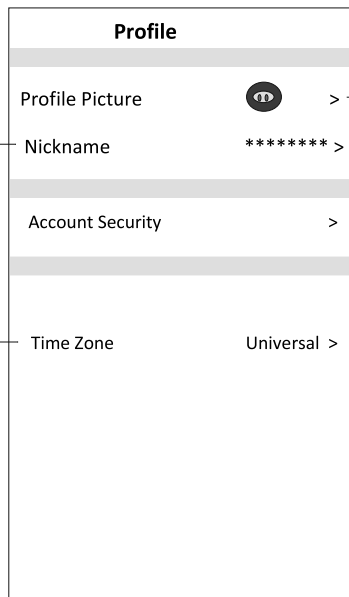 Profile
Profile Picture >
Nickname ******** >
Account Security >
Time Zone Universal >